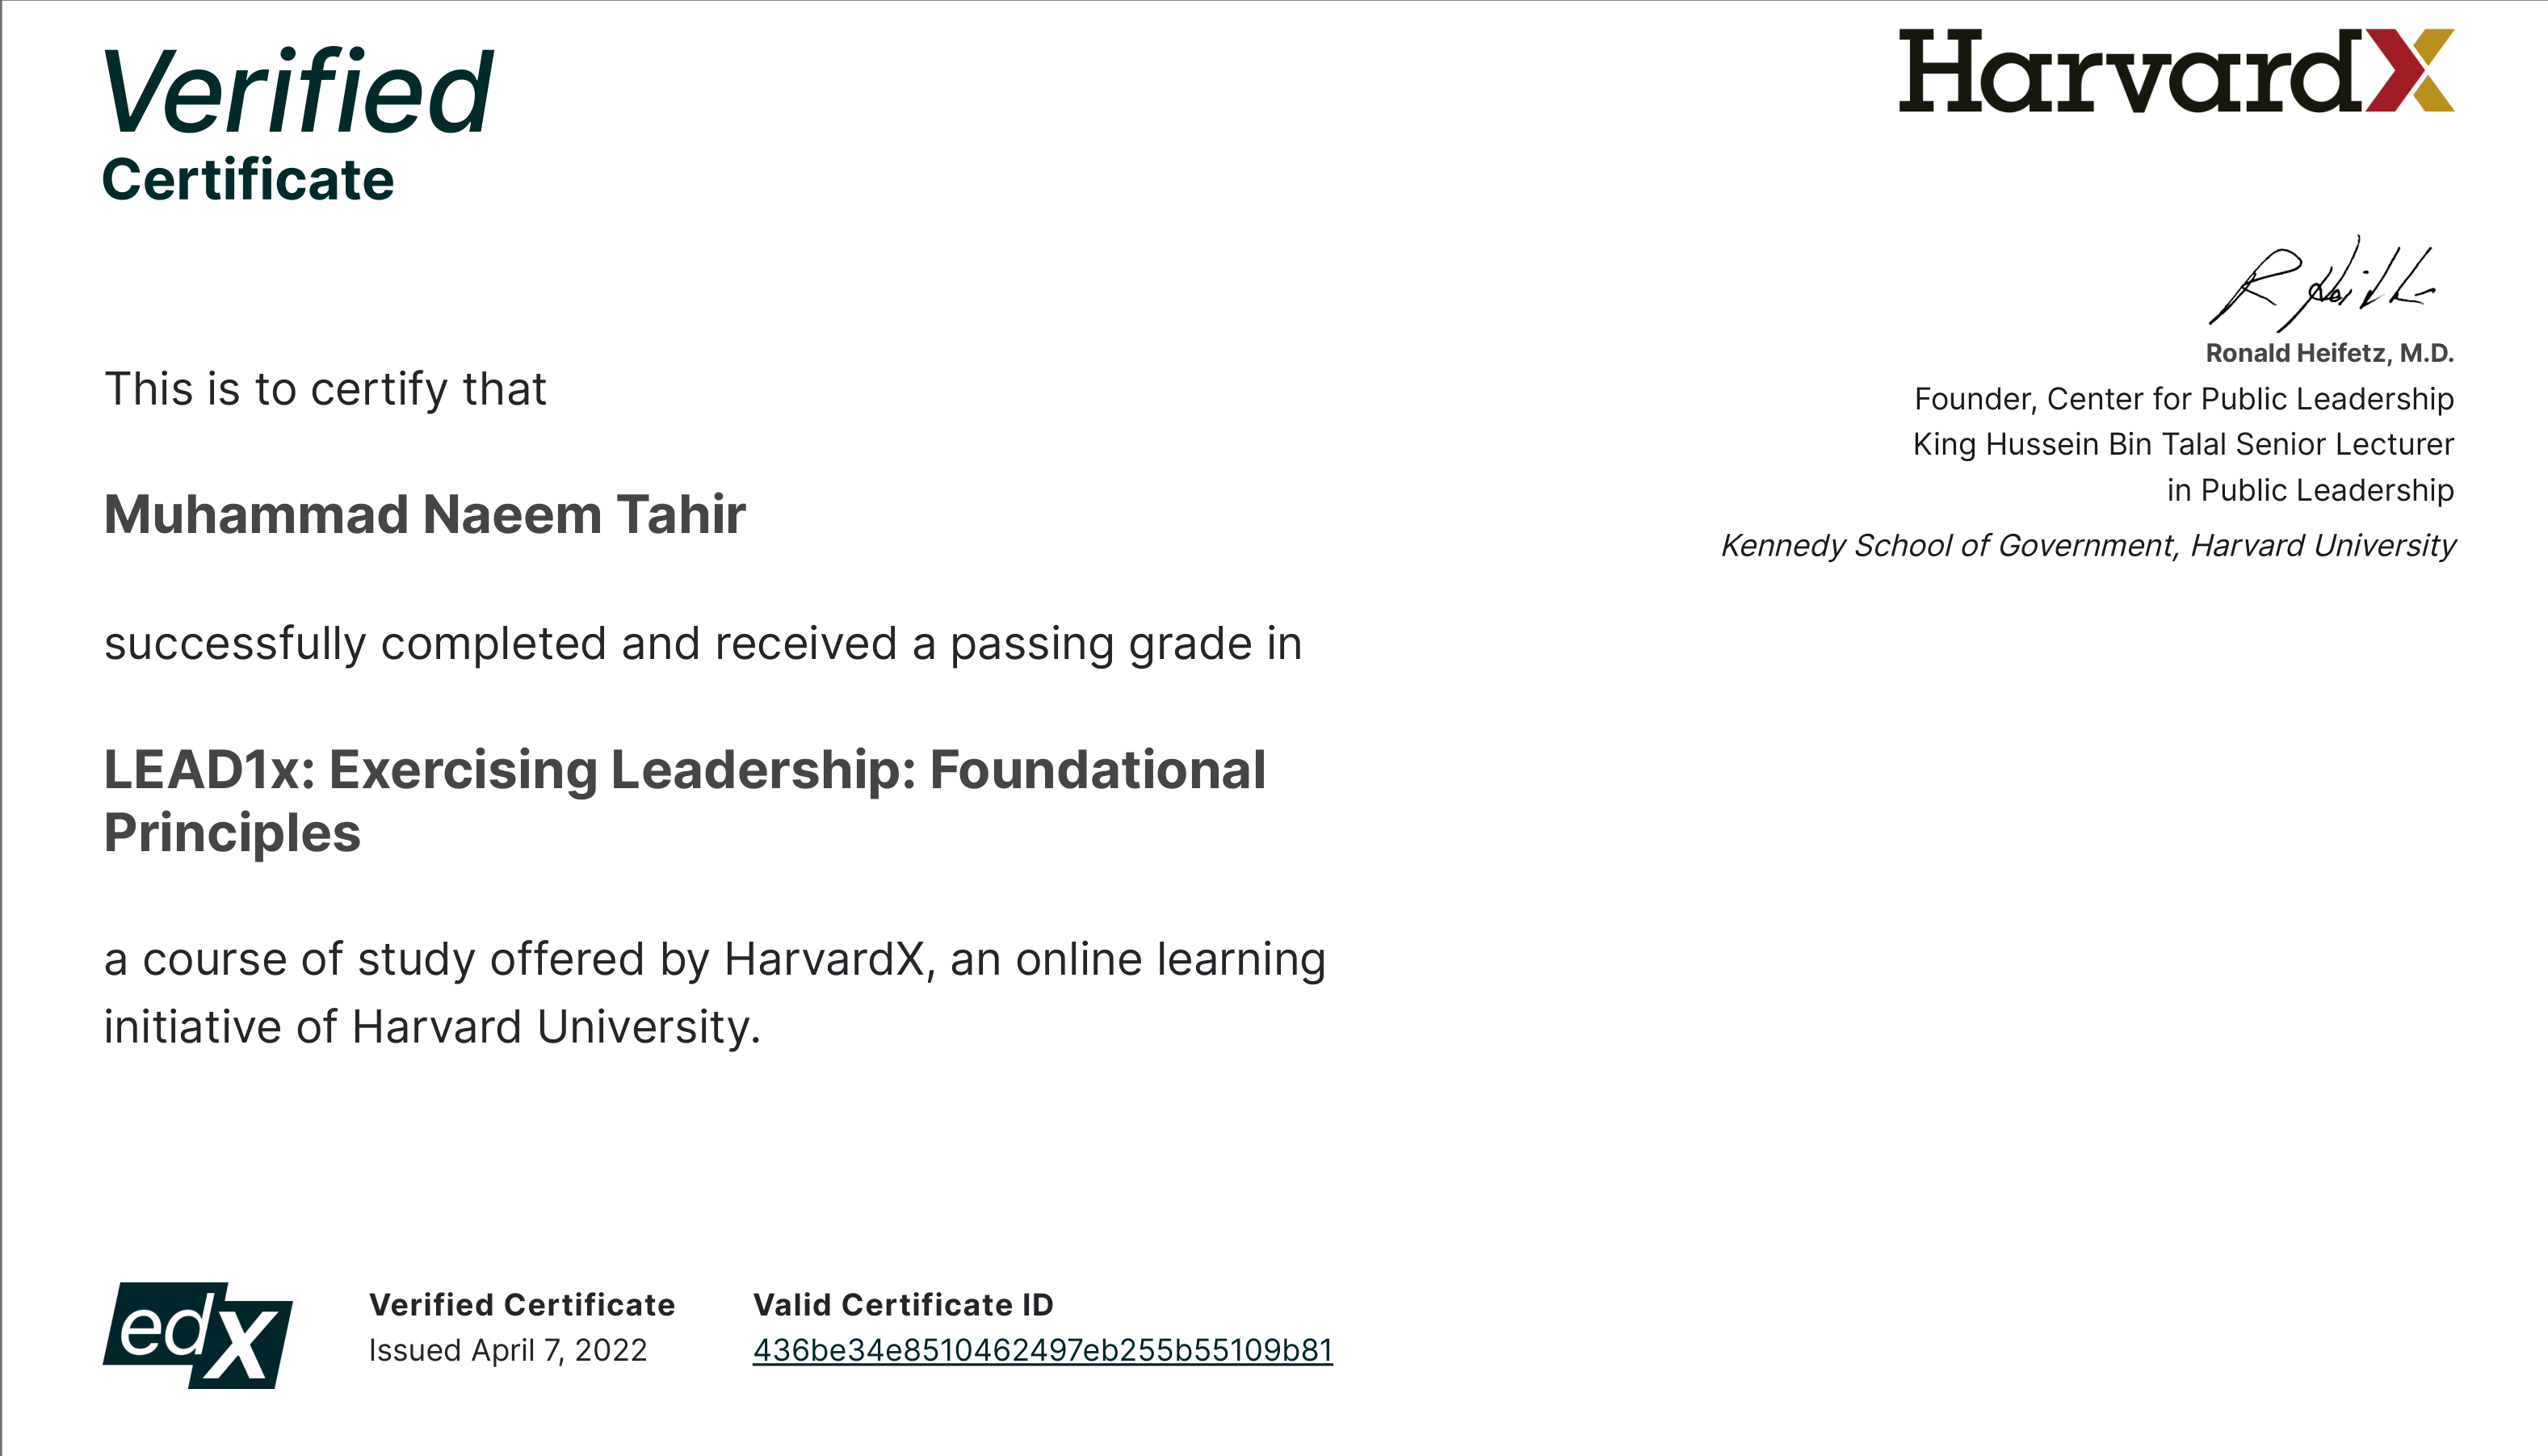 Verified
Certificate
HarvardX
This is to certify that
Muhammad Naeem Tahir
successfully completed and received a passing grade in
LEAD1x: Exercising Leadership: Foundational
Principles
a course of study offered by HarvardX, an online learning
initiative of Harvard University.
Ronald Heifetz, M.D.
Founder, Center for Public Leadership
King Hussein Bin Talal Senior Lecturer
in Public Leadership
Kennedy School of Government, Harvard University
edX
Verified Certificate
Issued April 7, 2022
Valid Certificate ID
436be34e8510462497eb255b55109b81